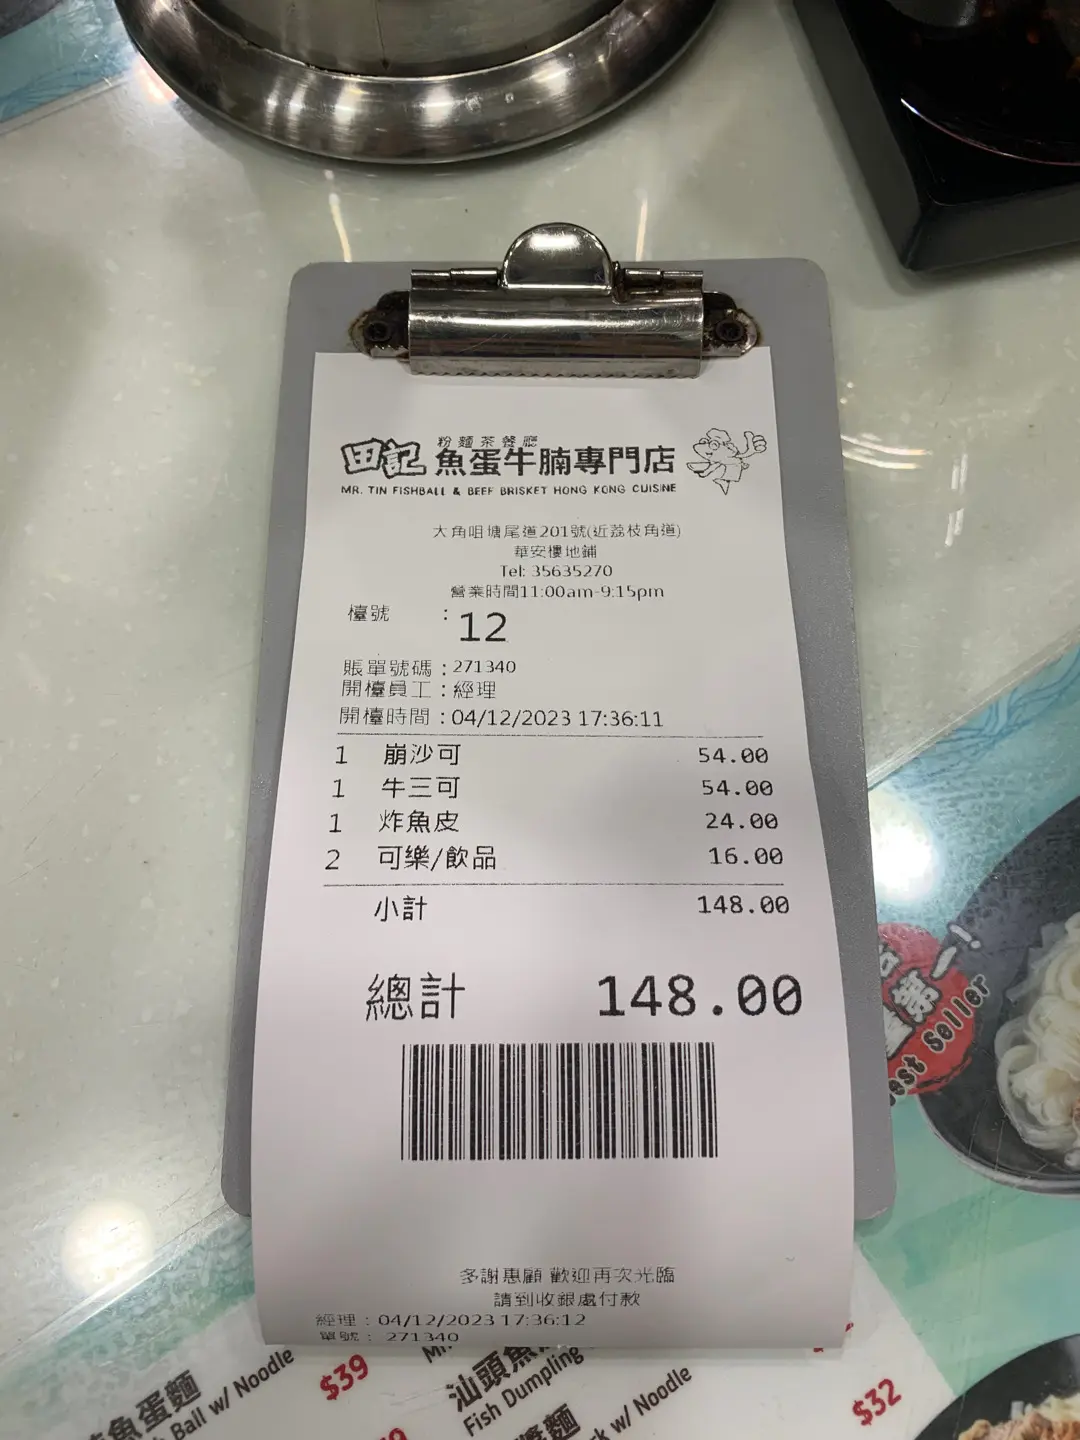 粉麵茶餐廳
田記 魚蛋牛腩專門店
MR. TIN FISHBALL & BEEF BRISKET HONG KONG CUISINE
大角咀塘尾道201號(近荔枝角道)
華安樓地鋪
Tel: 35635270
營業時間11:00am-9:15pm
檯號 : 12
賬單號碼 : 271340
開檯員工 : 經理
開檯時間 : 04/12/2023 17:36:11
1 崩沙可 54.00
1 牛三可 54.00
1 炸魚皮 24.00
2 可樂/飲品 16.00
小計 148.00
總計 148.00
多謝惠顧 歡迎再次光臨
請到收銀處付款
經理 : 04/12/2023 17:36:12
單號 : 271340
第一!
Best Seller
魚蛋麵 $39
Ball w/ Noodle
汕頭魚
Fish Dumpling
w/ Noodle
$32